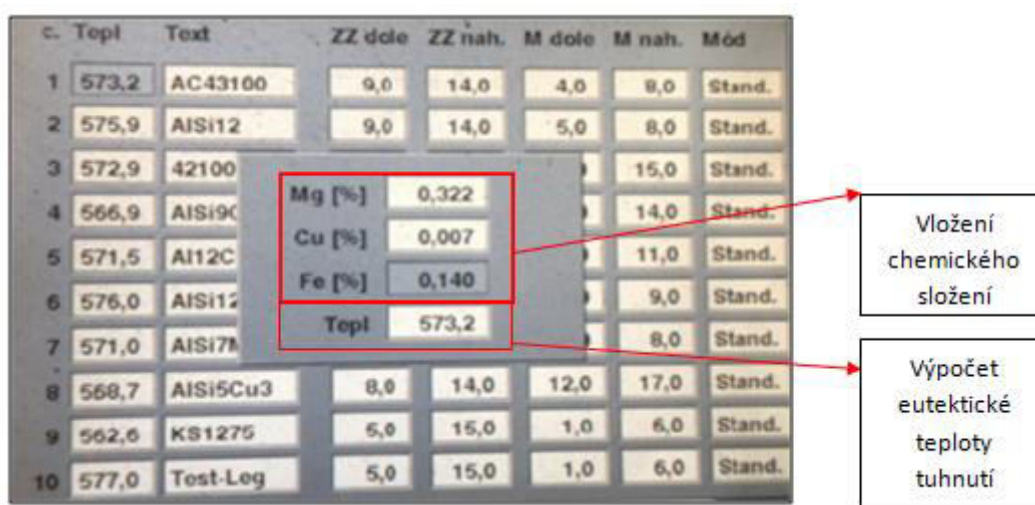 c. Tepl Text ZZ dole ZZ nah. M dole M nah. Mód
1 573,2 AC43100 9,0 14,0 4,0 8,0 Stand.
2 575,9 AlSi12 9,0 14,0 5,0 8,0 Stand.
3 572,9 42100 15,0 Stand.
4 566,9 AlSi9C 14,0 Stand.
5 571,5 Al12C 11,0 Stand.
6 576,0 AlSi12 9,0 Stand.
7 571,0 AlSi7M 8,0 Stand.
8 568,7 AlSi5Cu3 8,0 14,0 12,0 17,0 Stand.
9 562,6 KS1275 5,0 15,0 1,0 6,0 Stand.
10 577,0 Test-Leg 5,0 15,0 1,0 6,0 Stand.
Mg [%] 0,322
Cu [%] 0,007
Fe [%] 0,140
Tepl 573,2
Vložení
chemického
složení
Výpočet
eutektické
teploty
tuhnutí